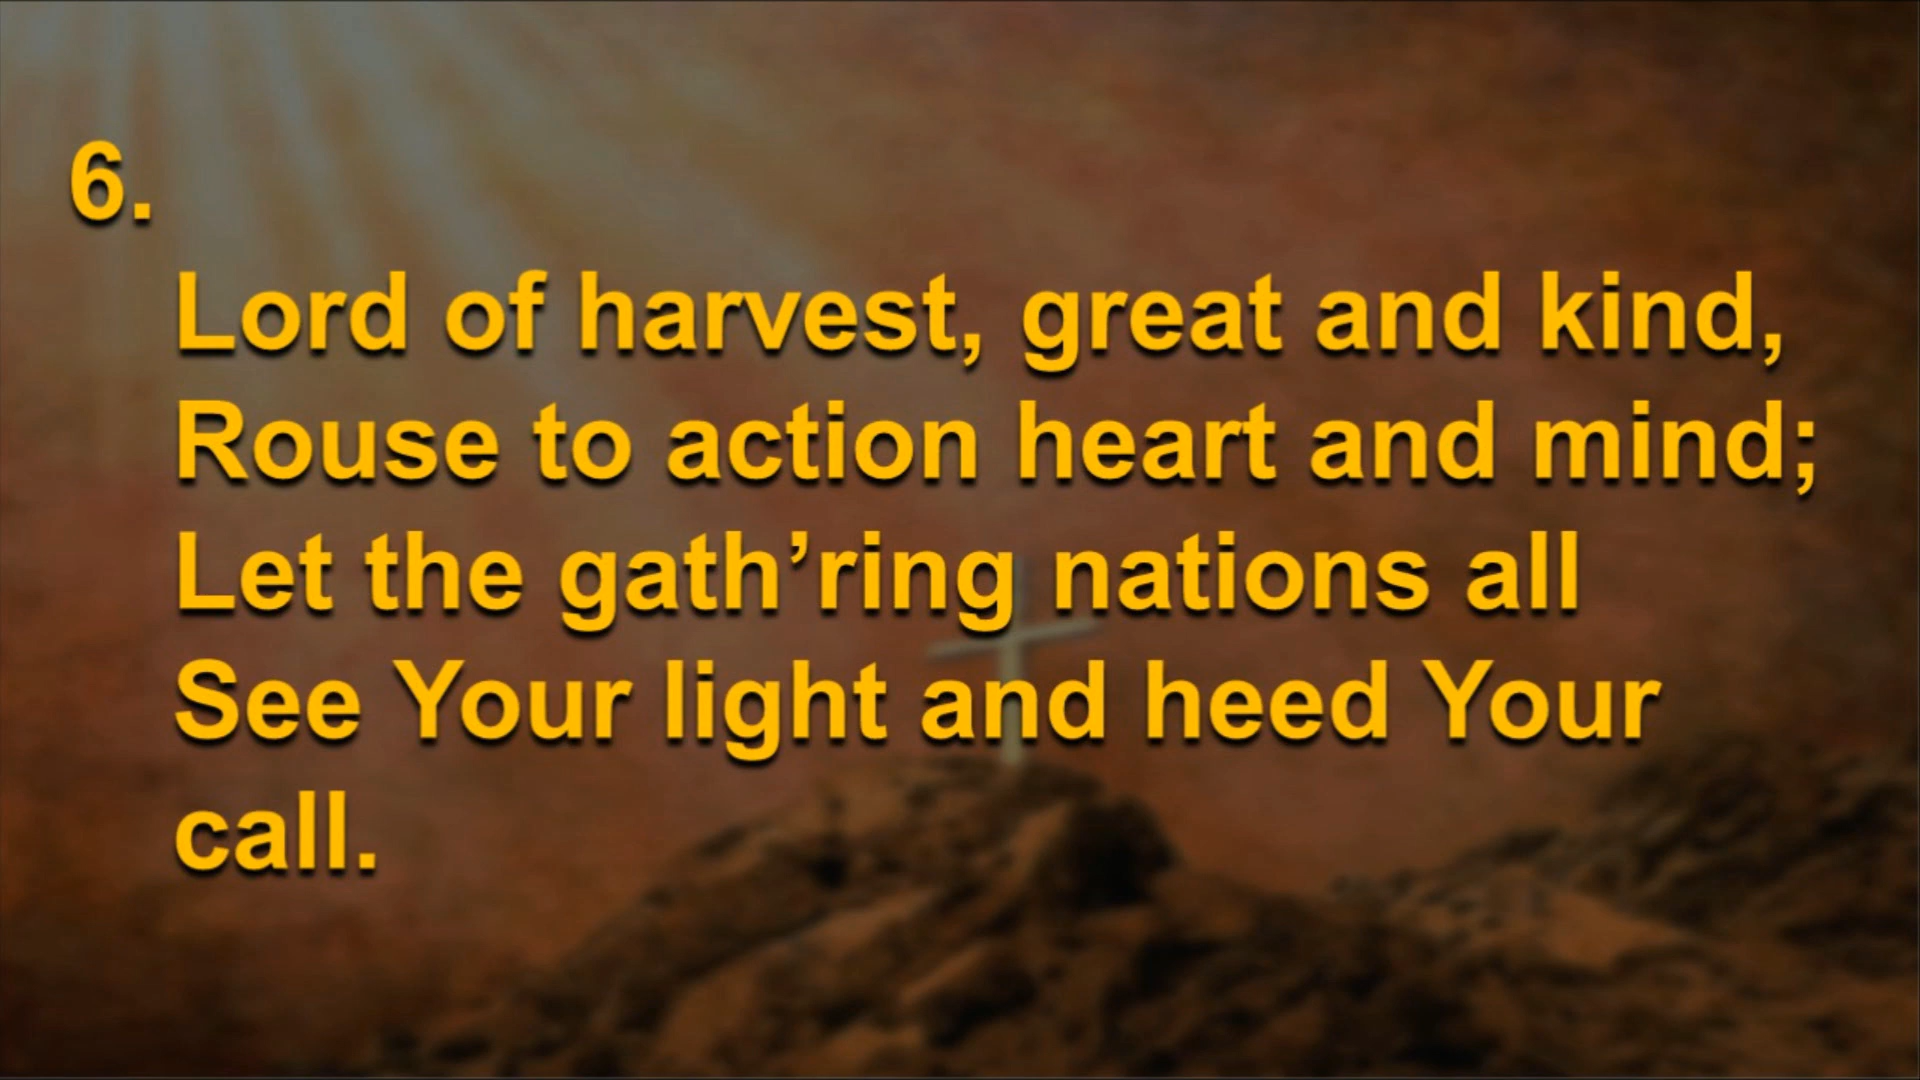 6.
Lord of harvest, great and kind,
Rouse to action heart and mind;
Let the gath’ring nations all
See Your light and heed Your
call.